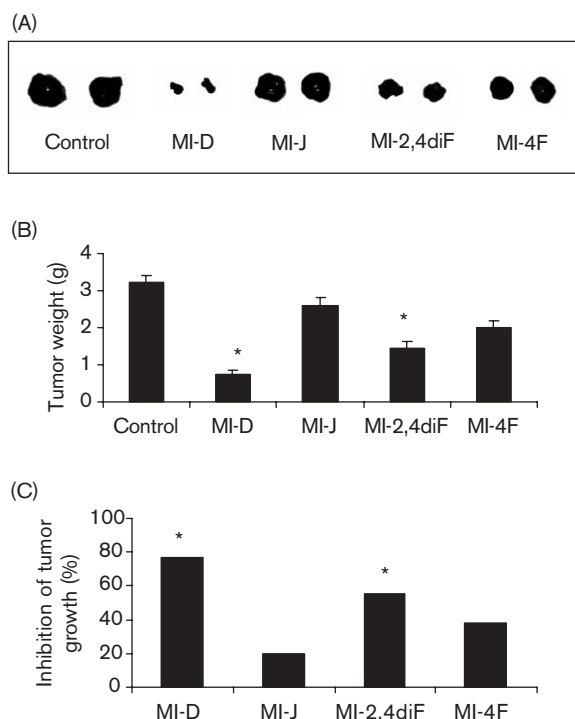 (A)
Control MI-D MI-J MI-2,4diF MI-4F
(B)
Tumor weight (g)
4
3
2
1
0
*
*
Control MI-D MI-J MI-2,4diF MI-4F
(C)
Inhibition of tumor
growth (%)
100
80
60
40
20
0
*
*
MI-D MI-J MI-2.4diF MI-4F